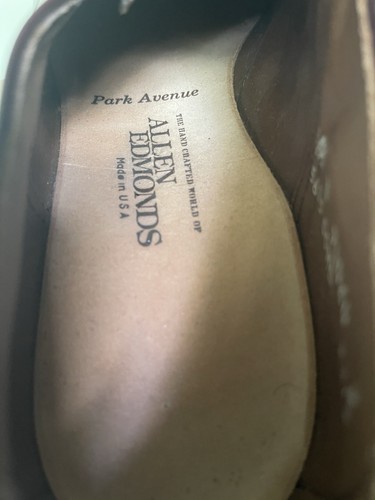 Park Avenue
THE HAND CRAFTED WORLD OF
ALLEN
EDMONDS
Made in USA